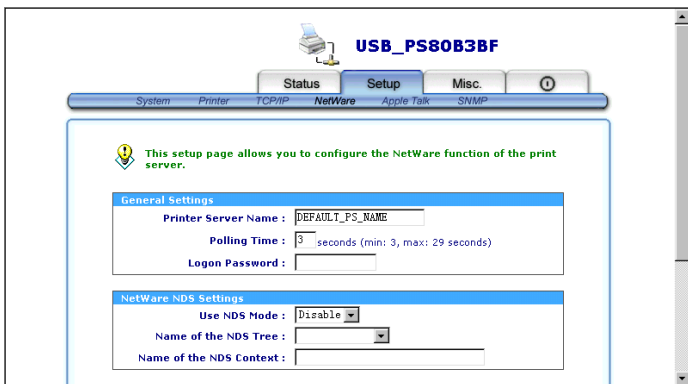 USB_PS80B3BF
Status Setup Misc.
System Printer TCP/IP NetWare Apple Talk SNMP
This setup page allows you to configure the NetWare function of the print
server.
General Settings
Printer Server Name : DEFAULT_PS_NAME
Polling Time : 3 seconds (min: 3, max: 29 seconds)
Logon Password :
NetWare NDS Settings
Use NDS Mode : Disable
Name of the NDS Tree :
Name of the NDS Context :